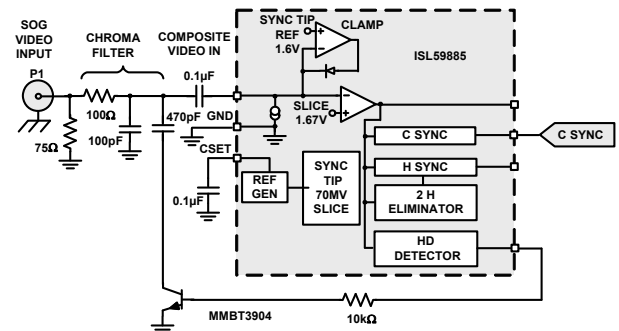 SOG
VIDEO
INPUT
P1
CHROMA
FILTER
COMPOSITE
VIDEO IN
SYNC TIP
REF
1.6V
CLAMP
ISL59885
0.1µF
100Ω
470pF
GND
SLICE
1.67V
75Ω
100pF
CSET
0.1µF
REF
GEN
SYNC
TIP
70MV
SLICE
C SYNC
C SYNC
H SYNC
2 H
ELIMINATOR
HD
DETECTOR
MMBT3904
10kΩ